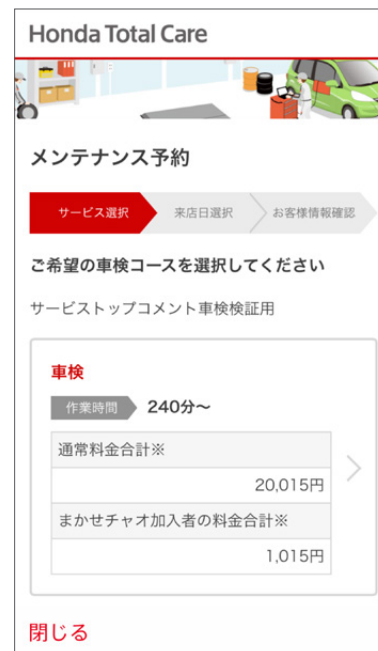 Honda Total Care
メンテナンス予約
サービス選択
来店日選択
お客様情報確認
ご希望の車検コースを選択してください
サービストップコメント車検検証用
車検
作業時間
240分～
通常料金合計※
20,015円
まかせチャオ加入者の料金合計※
1,015円
閉じる